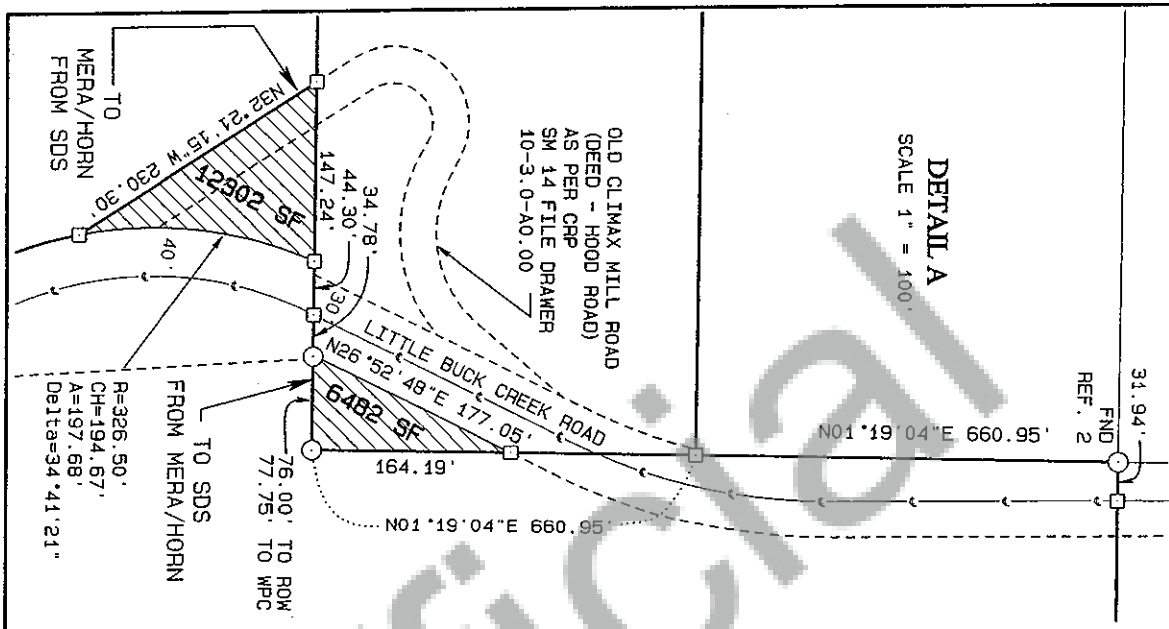 DETAIL A
SCALE 1" = 100'
31.94'
FND
REF. 2
TO
MERA/HORN
FROM SDS
N32°21'15"W 230.30'
12302 SF
147.24'
44.30'
34.78'
OLD CLIMAX MILL ROAD
(DEED - HOOD ROAD)
AS PER CRP
SM 14 FILE DRAWER
10-3.0-A0.00
40'
30'
LITTLE BUCK CREEK ROAD
N26°52'48"E 177.05'
6482 SF
164.19'
N01°19'04"E 660.95'
N01°19'04"E 660.95'
TO SDS
FROM MERA/HORN
76.00' TO ROW
77.75' TO WPC
R=326.50'
CH=194.67'
A=197.68'
Delta=34°41'21"